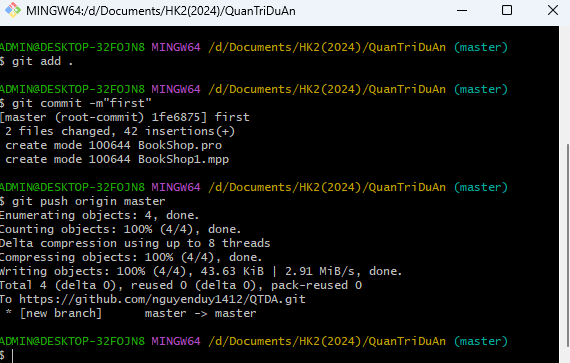 MINGW64:/d/Documents/HK2(2024)/QuanTriDuAn
ADMIN@DESKTOP-32FOJN8 MINGW64 /d/Documents/HK2(2024)/QuanTriDuAn (master)
$ git add .
ADMIN@DESKTOP-32FOJN8 MINGW64 /d/Documents/HK2(2024)/QuanTriDuAn (master)
$ git commit -m"first"
[master (root-commit) 1fe6875] first
 2 files changed, 42 insertions(+)
 create mode 100644 BookShop.pro
 create mode 100644 BookShop1.mpp
ADMIN@DESKTOP-32FOJN8 MINGW64 /d/Documents/HK2(2024)/QuanTriDuAn (master)
$ git push origin master
Enumerating objects: 4, done.
Counting objects: 100% (4/4), done.
Delta compression using up to 8 threads
Compressing objects: 100% (4/4), done.
Writing objects: 100% (4/4), 43.63 KiB | 2.91 MiB/s, done.
Total 4 (delta 0), reused 0 (delta 0), pack-reused 0
To https://github.com/nguyenduy1412/QTDA.git
 * [new branch]      master -> master
ADMIN@DESKTOP-32FOJN8 MINGW64 /d/Documents/HK2(2024)/QuanTriDuAn (master)
$